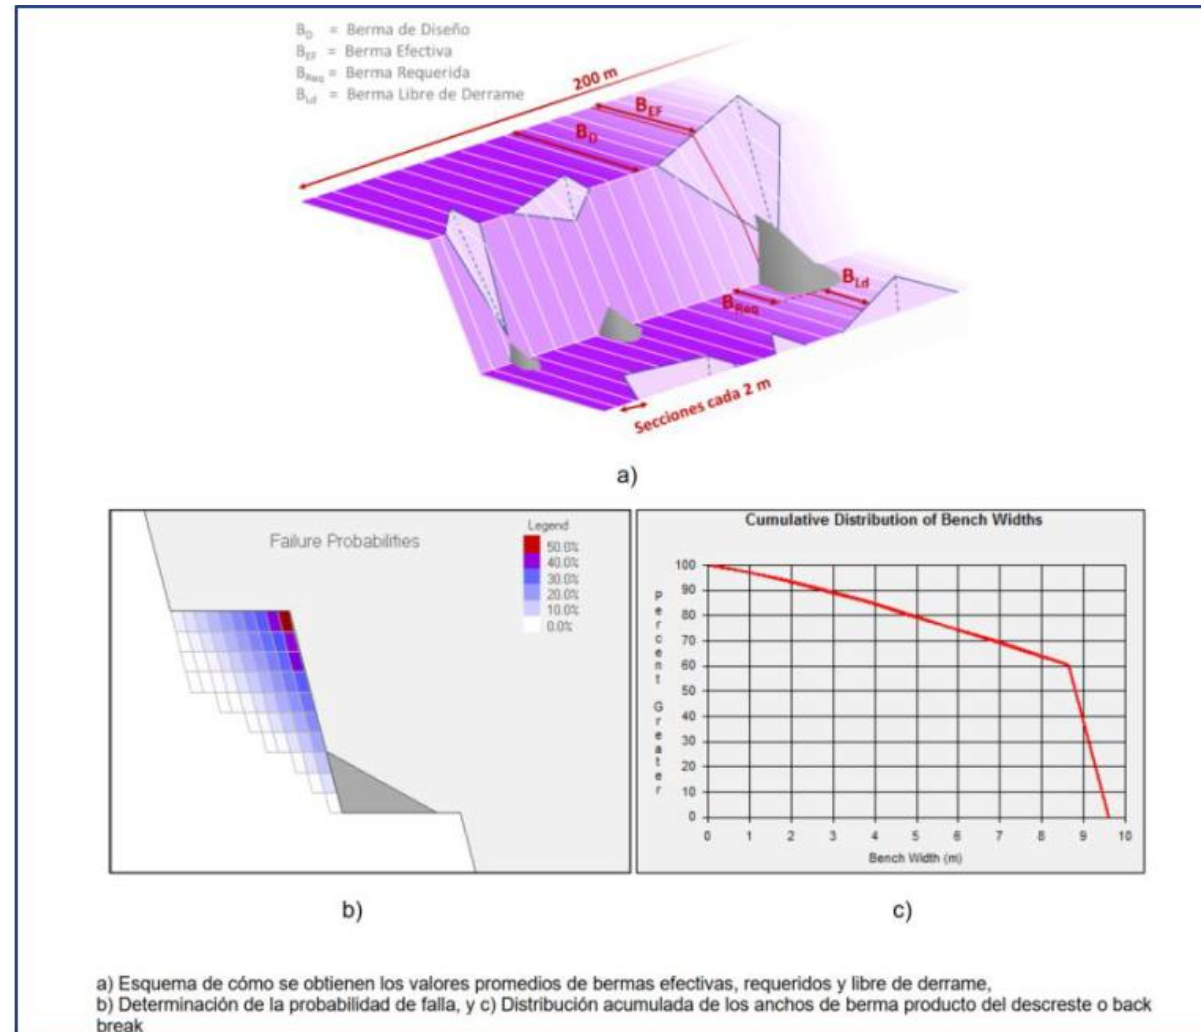 B_D = Berma de Diseño
B_EF = Berma Efectiva
B_Req = Berma Requerida
B_Ld = Berma Libre de Derrame
200 m
B_EF
B_D
B_Ld
B_Req
Secciones cada 2 m
a)
Failure Probabilities
Legend
50.0%
40.0%
30.0%
20.0%
10.0%
0.0%
b)
Cumulative Distribution of Bench Widths
Percent Greater
100
90
80
70
60
50
40
30
20
10
0
0 1 2 3 4 5 6 7 8 9 10
Bench Width (m)
c)
a) Esquema de cómo se obtienen los valores promedios de bermas efectivas, requeridos y libre de derrame,
b) Determinación de la probabilidad de falla, y c) Distribución acumulada de los anchos de berma producto del descreste o back
break